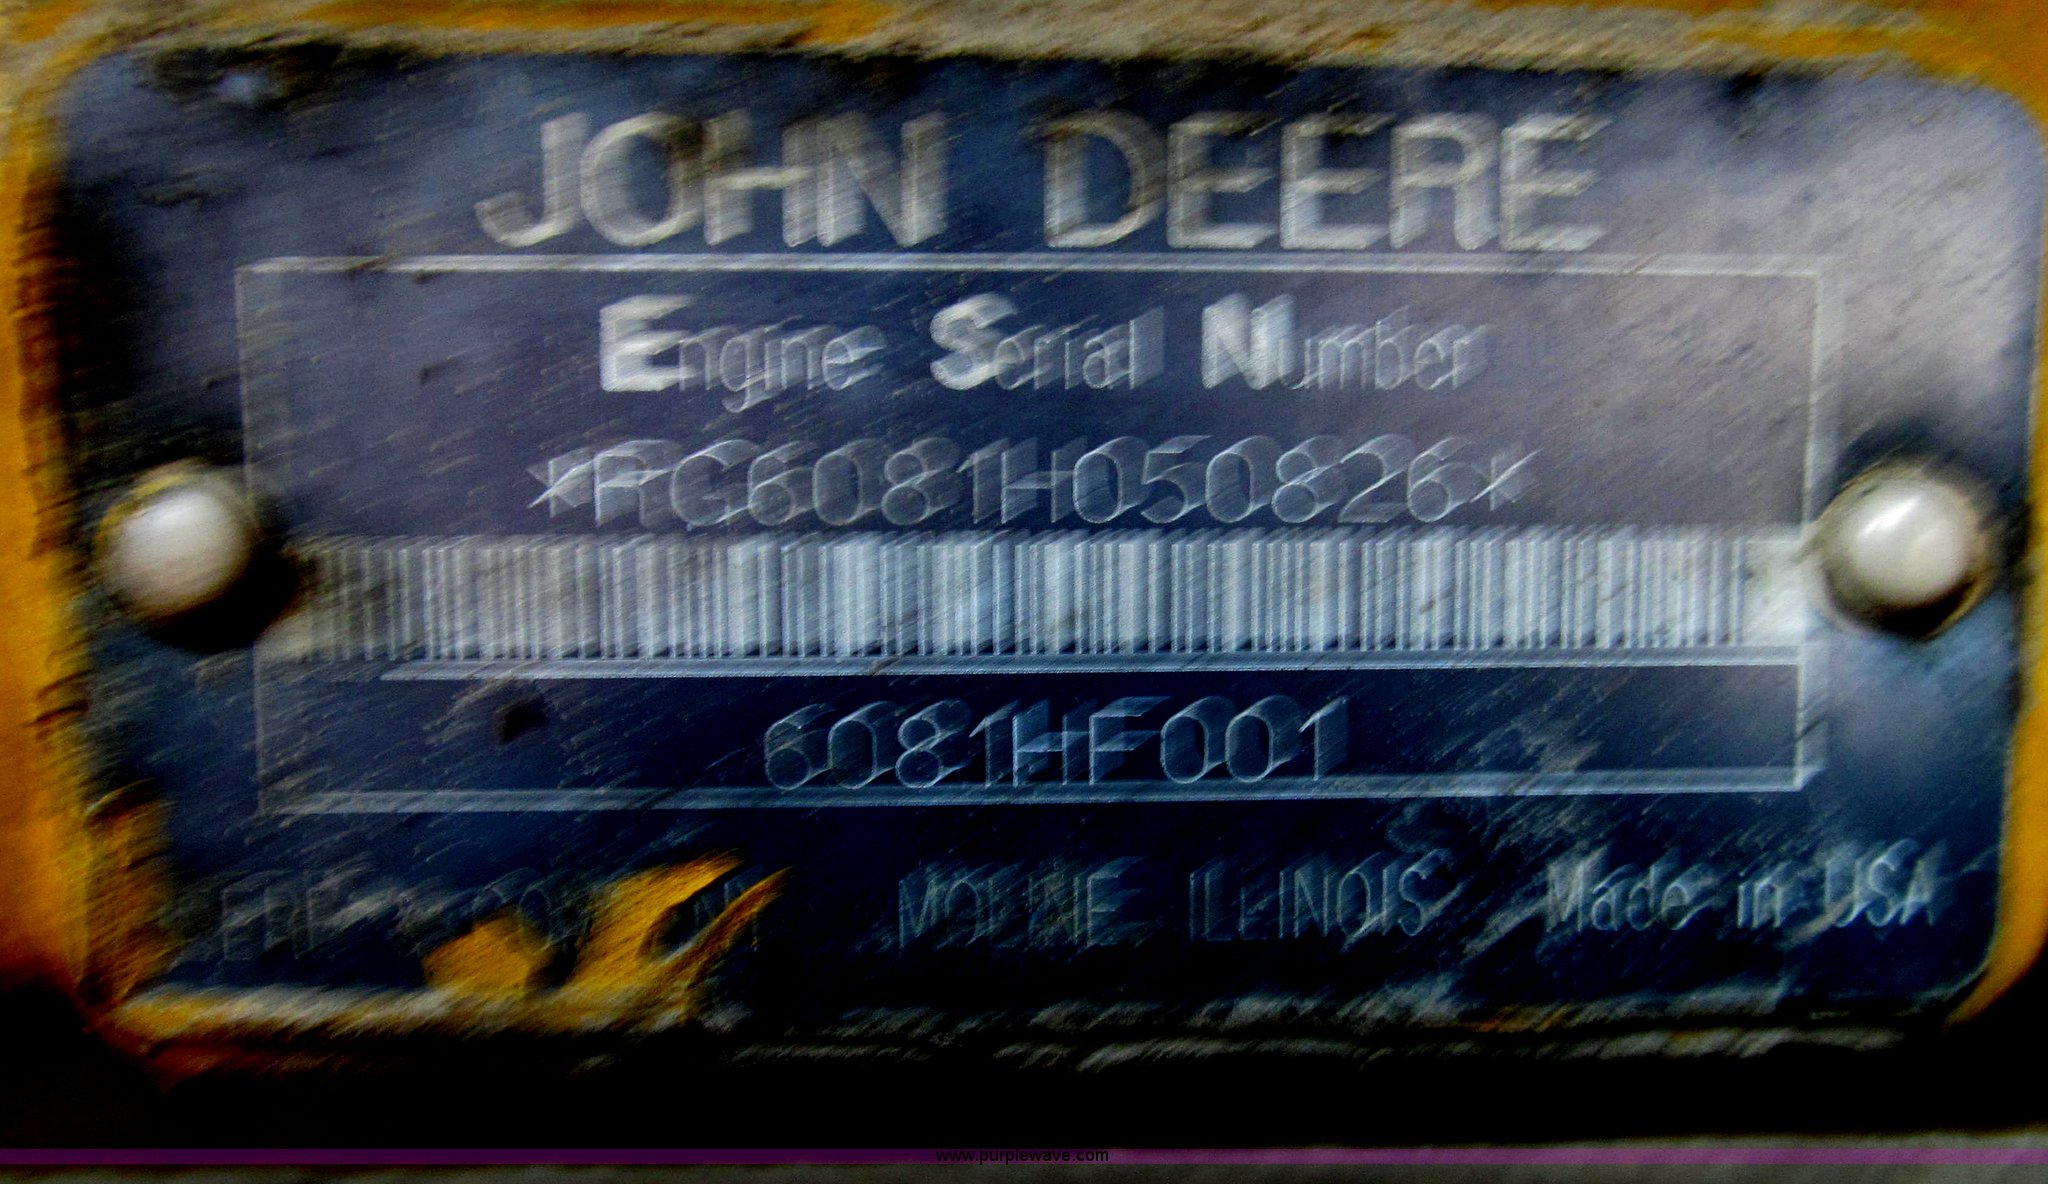 JOHN DEERE
Engine Serial Number
*RG6081H050826*
6081HF001
MOLINE ILLINOIS Made in USA
www.purplewave.com